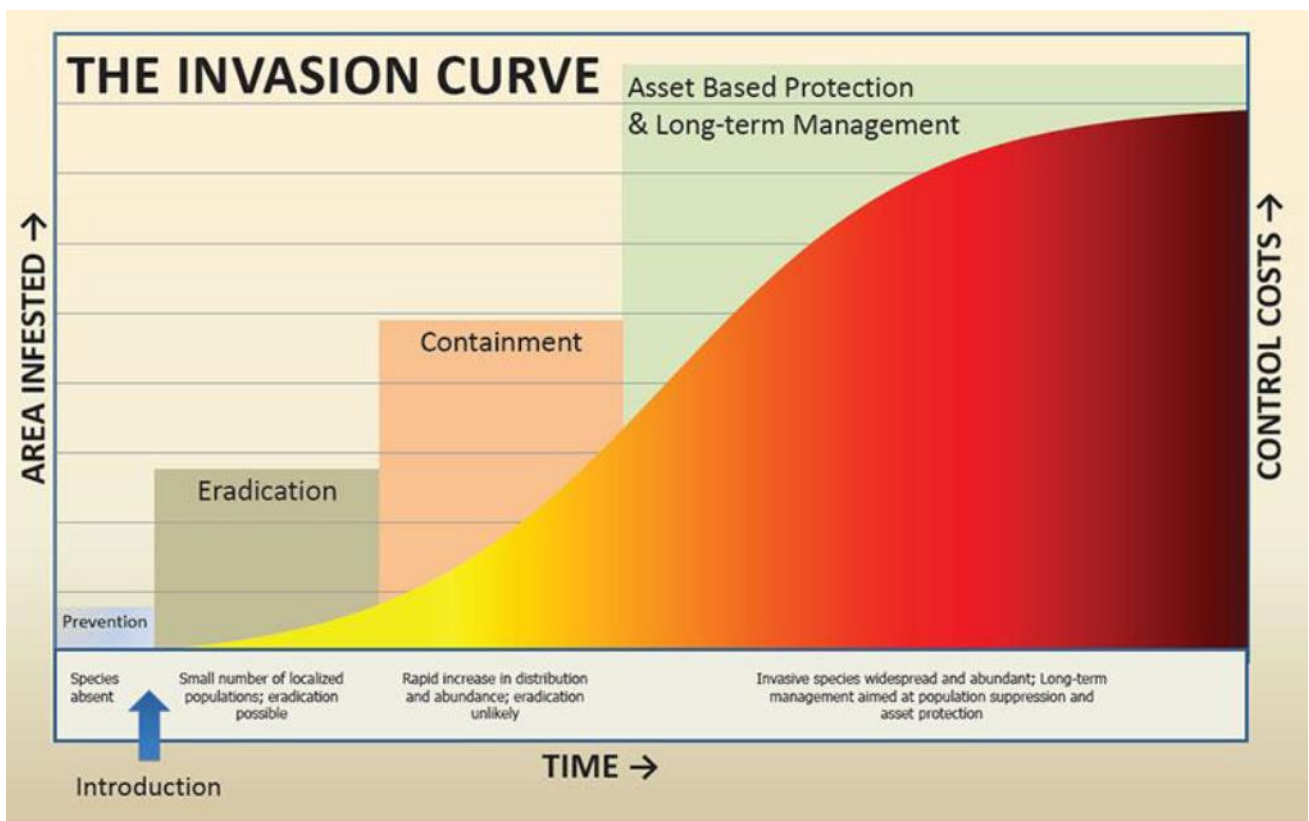 THE INVASION CURVE
Asset Based Protection
& Long-term Management
AREA INFESTED →
CONTROL COSTS →
Containment
Eradication
Prevention
Species
absent
Small number of localized
populations; eradication
possible
Rapid increase in distribution
and abundance; eradication
unlikely
Invasive species widespread and abundant; Long-term
management aimed at population suppression and
asset protection
TIME →
Introduction